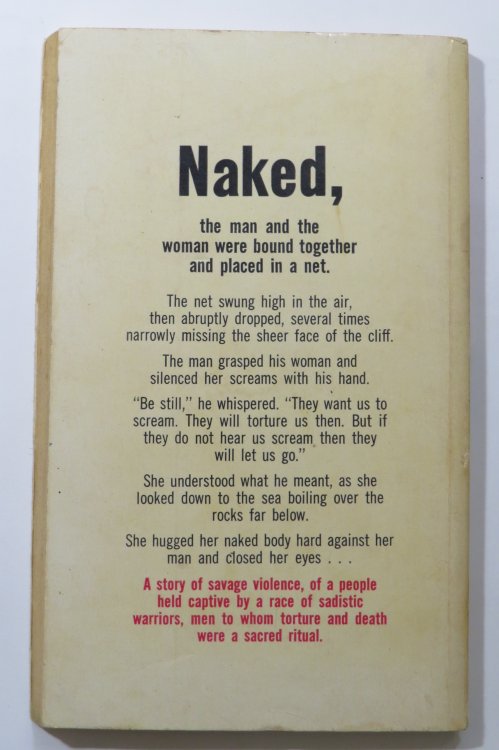 Naked,
the man and the
woman were bound together
and placed in a net.
The net swung high in the air,
then abruptly dropped, several times
narrowly missing the sheer face of the cliff.
The man grasped his woman and
silenced her screams with his hand.
"Be still," he whispered. "They want us to
scream. They will torture us then. But if
they do not hear us scream then they
will let us go."
She understood what he meant, as she
looked down to the sea boiling over the
rocks far below.
She hugged her naked body hard against her
man and closed her eyes . . .
A story of savage violence, of a people
held captive by a race of sadistic
warriors, men to whom torture and death
were a sacred ritual.